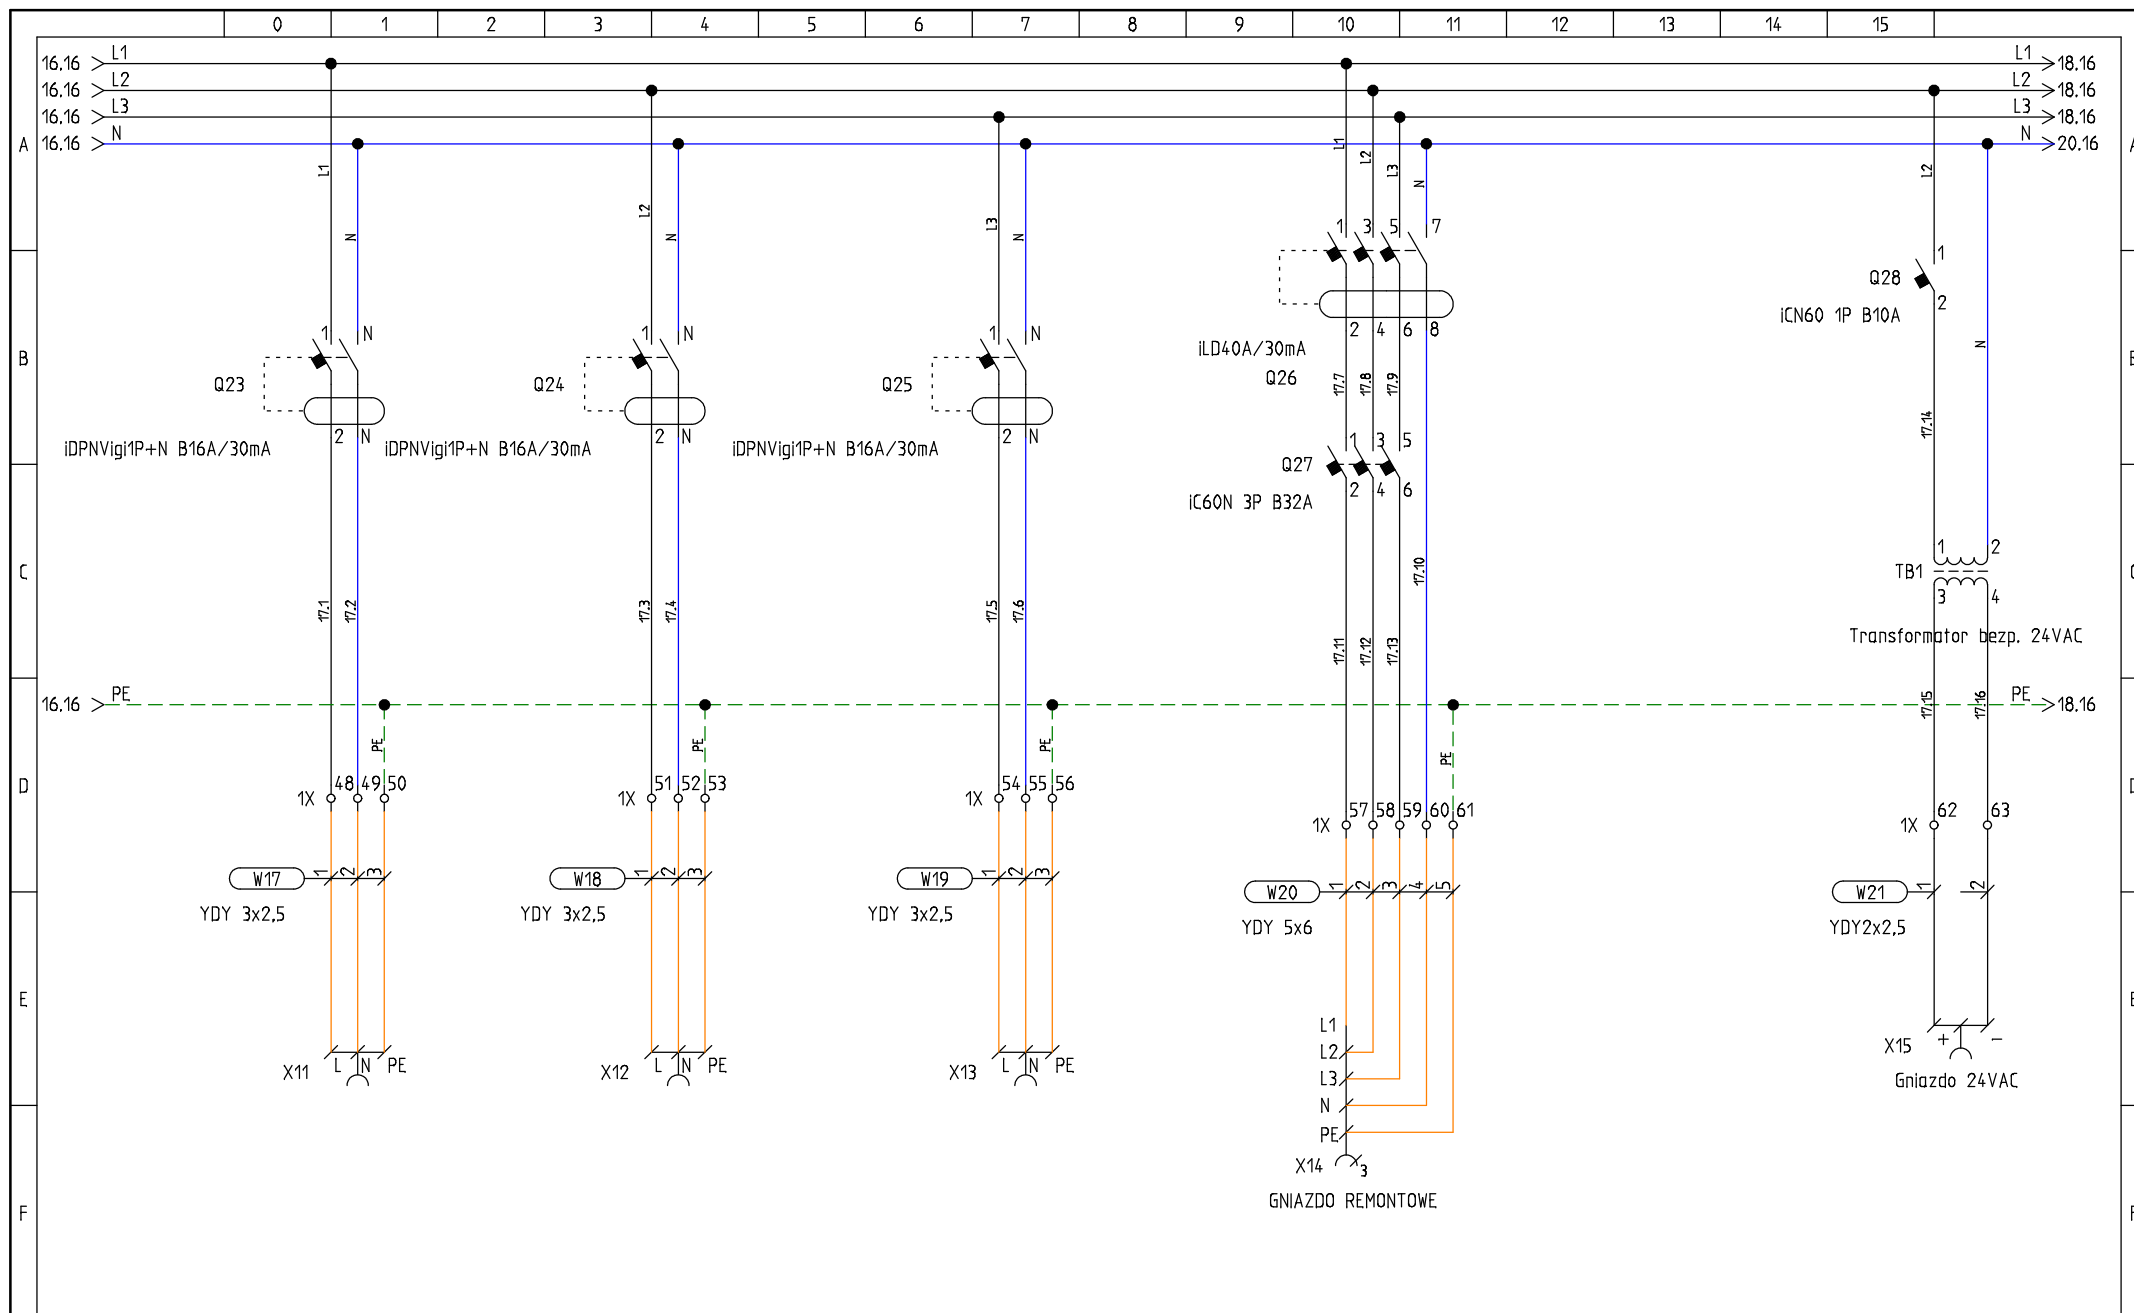 0 1 2 3 4 5 6 7 8 9 10 11 12 13 14 15
16.16 L1 L1 18.16
16.16 L2 L2 18.16
16.16 L3 L3 18.16
A 16.16 N N 20.16
L1 N L2 N L3 N L1 L2 L3 N L2
1 3 5 7
1
Q28
2
iCN60 1P B10A
2 4 6 8
1 N 1 N 1 N
iLD40A/30mA
N
B
Q26
Q23 Q24 Q25
17.7 17.8 17.9
17.14
2 N 2 N 2 N
1 3 5
iDPNVigi1P+N B16A/30mA iDPNVigi1P+N B16A/30mA iDPNVigi1P+N B16A/30mA
Q27
2 4 6
iC60N 3P B32A
1 2
C
TB1
17.10
3 4
17.1 17.2 17.3 17.4 17.5 17.6
Transformator bezp. 24VAC
17.11 17.12 17.13
16.16 PE PE 18.16
17.15 17.16
PE PE PE PE
D
1X 48 49 50
1X 51 52 53
1X 54 55 56
1X 57 58 59 60 61
1X 62 63
W17 1 2 3
W18 1 2 3
W19 1 2 3
W20 1 2 3 4 5
W21 1 2
YDY 3x2,5 YDY 3x2,5 YDY 3x2,5 YDY 5x6 YDY2x2,5
E
L1
L2
L3
N
PE
X11 L N PE
X12 L N PE
X13 L N PE
X15 + -
Gniazdo 24VAC
X14 3
GNIAZDO REMONTOWE
F